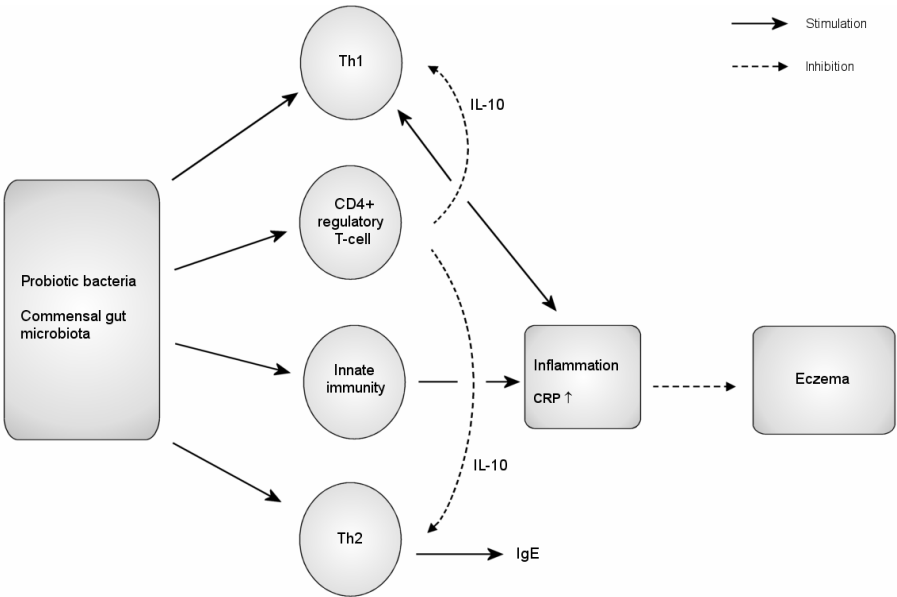 Th1
Stimulation
Inhibition
IL-10
CD4+
regulatory
T-cell
Probiotic bacteria
Commensal gut
microbiota
Innate
immunity
Inflammation
CRP ↑
Eczema
IL-10
Th2
IgE